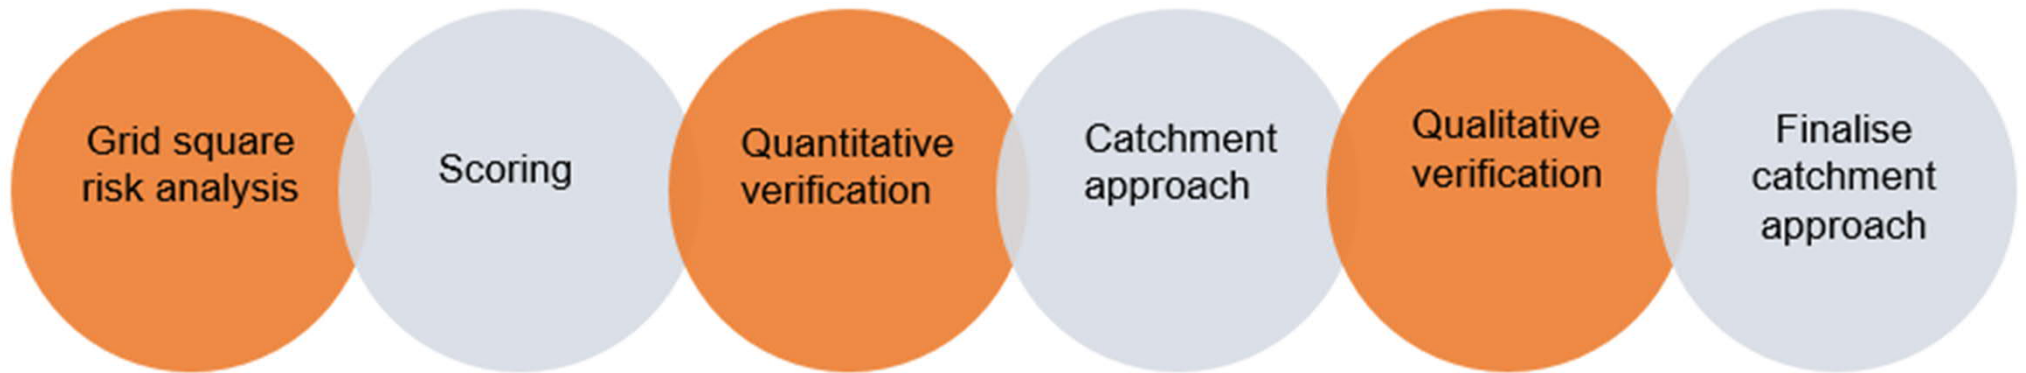 Grid square
risk analysis
Scoring
Quantitative
verification
Catchment
approach
Qualitative
verification
Finalise
catchment
approach